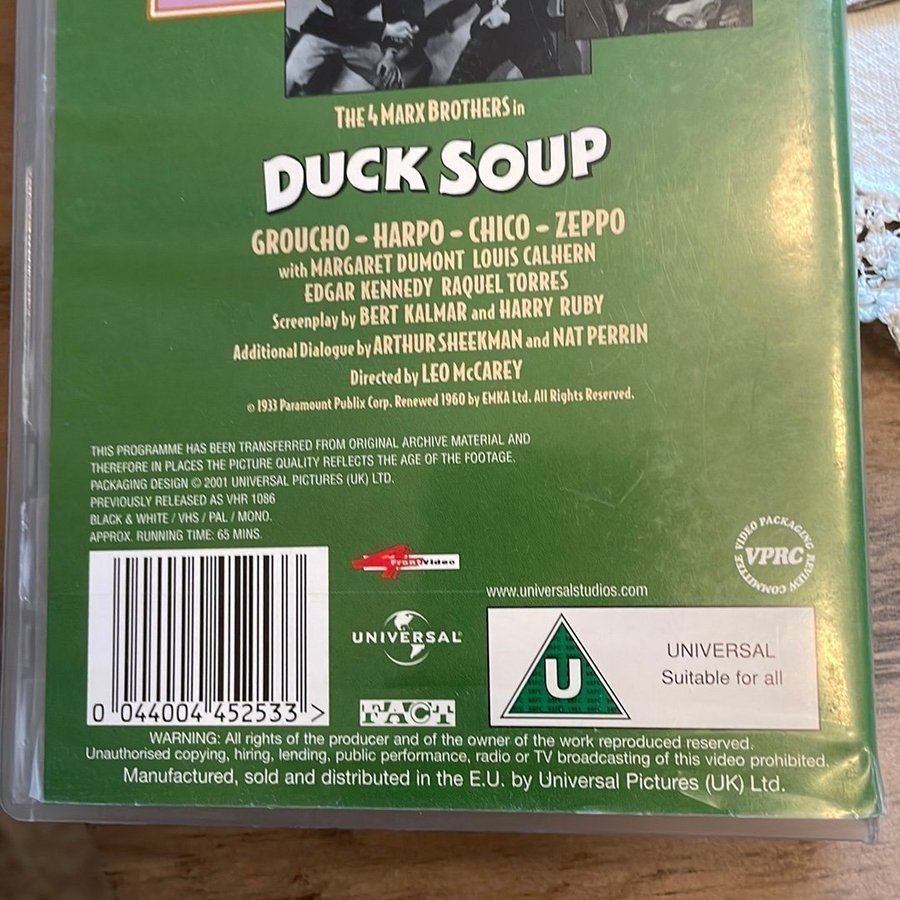 THE 4 MARX BROTHERS in
DUCK SOUP
GROUCHO - HARPO - CHICO - ZEPPO
with MARGARET DUMONT LOUIS CALHERN
EDGAR KENNEDY RAQUEL TORRES
Screenplay by BERT KALMAR and HARRY RUBY
Additional Dialogue by ARTHUR SHEEKMAN and NAT PERRIN
Directed by LEO McCAREY
© 1933 Paramount Publix Corp. Renewed 1960 by EMKA Ltd. All Rights Reserved.
THIS PROGRAMME HAS BEEN TRANSFERRED FROM ORIGINAL ARCHIVE MATERIAL AND
THEREFORE IN PLACES THE PICTURE QUALITY REFLECTS THE AGE OF THE FOOTAGE.
PACKAGING DESIGN © 2001 UNIVERSAL PICTURES (UK) LTD.
PREVIOUSLY RELEASED AS VHR 1086
BLACK & WHITE / VHS / PAL / MONO.
APPROX. RUNNING TIME: 65 MINS.
4Front Video
VIDEO PACKAGING REVIEW COMMITTEE
VPRC
www.universalstudios.com
UNIVERSAL
U
UNIVERSAL
Suitable for all
0 044004 452533 >
FACT
WARNING: All rights of the producer and of the owner of the work reproduced reserved.
Unauthorised copying, hiring, lending, public performance, radio or TV broadcasting of this video prohibited.
Manufactured, sold and distributed in the E.U. by Universal Pictures (UK) Ltd.